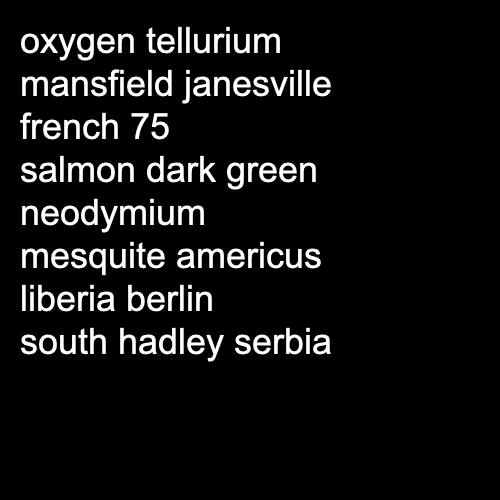 oxygen tellurium
mansfield janesville
french 75
salmon dark green
neodymium
mesquite americus
liberia berlin
south hadley serbia